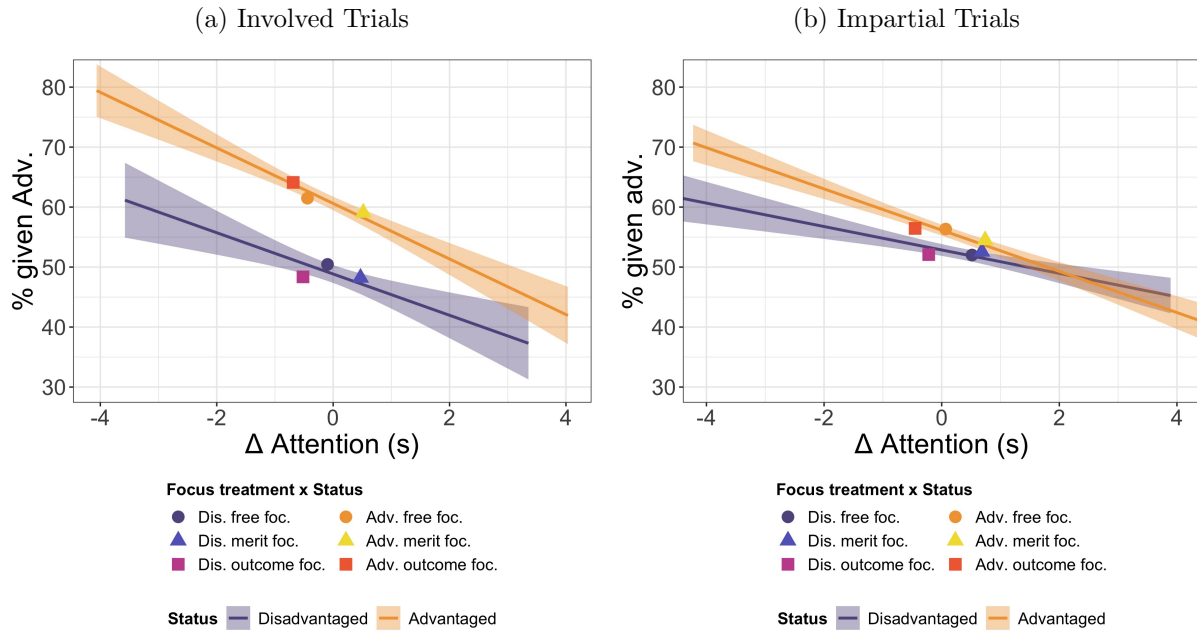 (a) Involved Trials
80
70
60
50
40
30
% given Adv.
-4 -2 0 2 4
Δ Attention (s)
Focus treatment x Status
Dis. free foc. Adv. free foc.
Dis. merit foc. Adv. merit foc.
Dis. outcome foc. Adv. outcome foc.
Status Disadvantaged Advantaged
(b) Impartial Trials
80
70
60
50
40
30
% given adv.
-4 -2 0 2 4
Δ Attention (s)
Focus treatment x Status
Dis. free foc. Adv. free foc.
Dis. merit foc. Adv. merit foc.
Dis. outcome foc. Adv. outcome foc.
Status Disadvantaged Advantaged